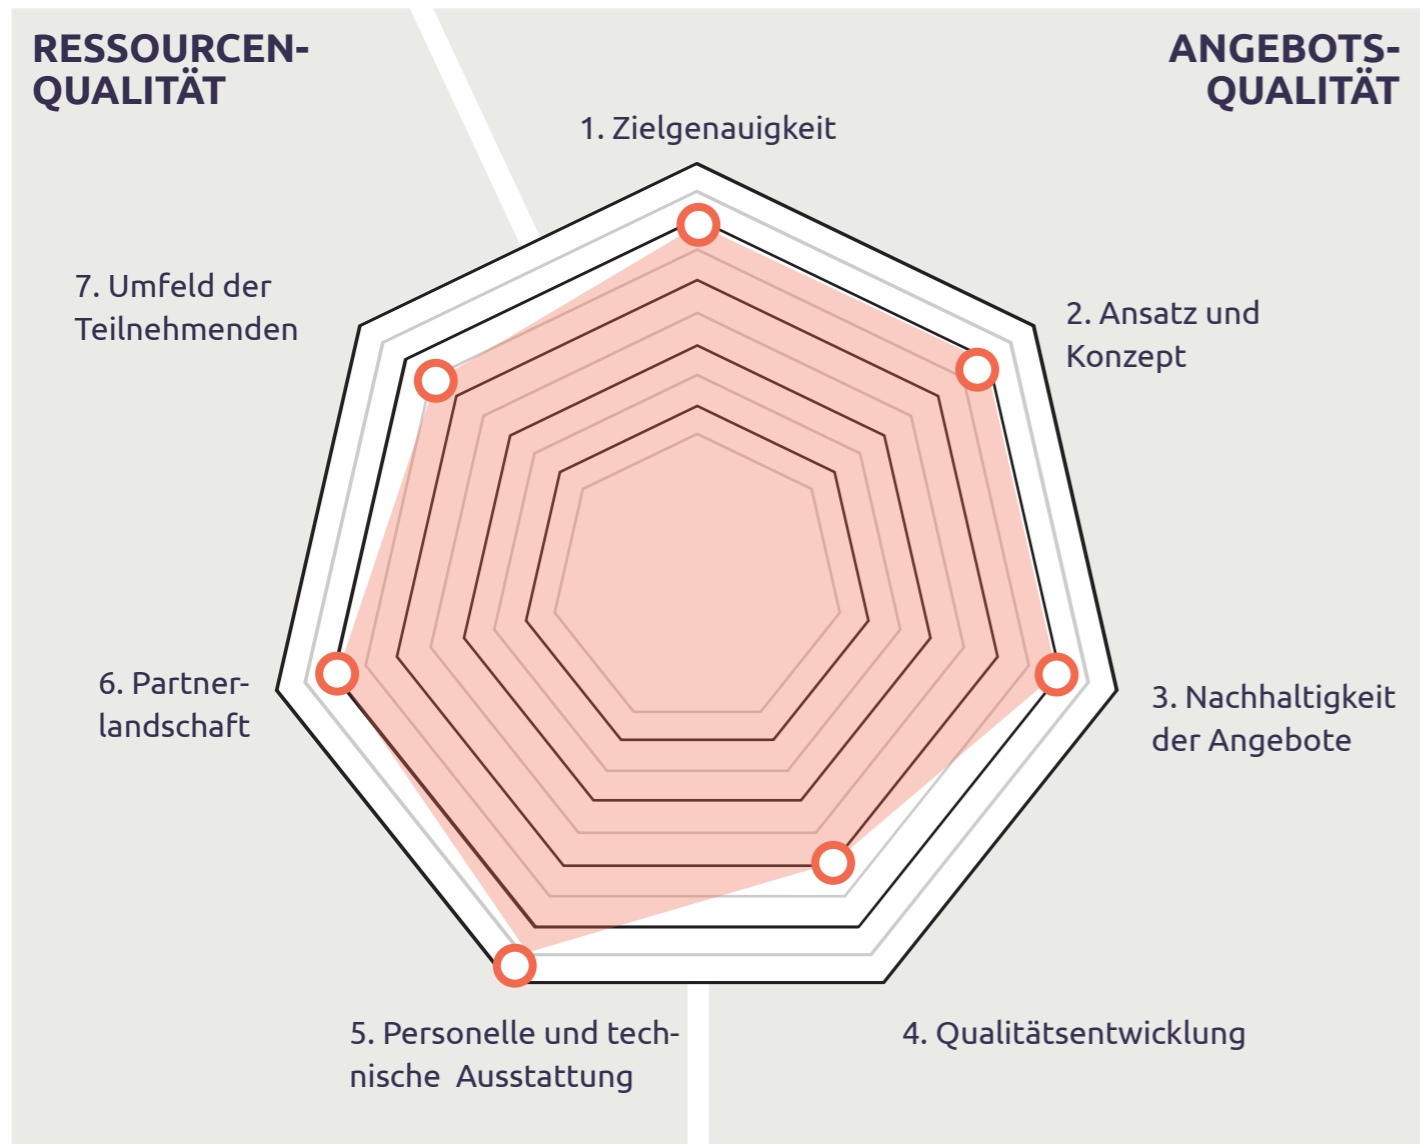 RESSOURCEN-
QUALITÄT
ANGEBOTS-
QUALITÄT
1. Zielgenauigkeit
2. Ansatz und
Konzept
3. Nachhaltigkeit
der Angebote
4. Qualitätsentwicklung
5. Personelle und tech-
nische Ausstattung
6. Partner-
landschaft
7. Umfeld der
Teilnehmenden